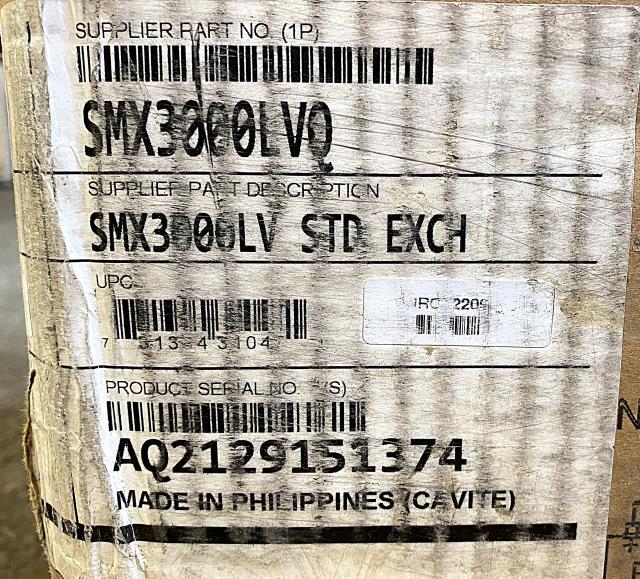 SUPPLIER PART NO. (1P)
SMX3000LVQ
SUPPLIER PART DESCRIPTION
SMX3000LV STD EXCH
UPC
PRODUCT SERIAL NO. (S)
AQ2129151374
MADE IN PHILIPPINES (CAVITE)